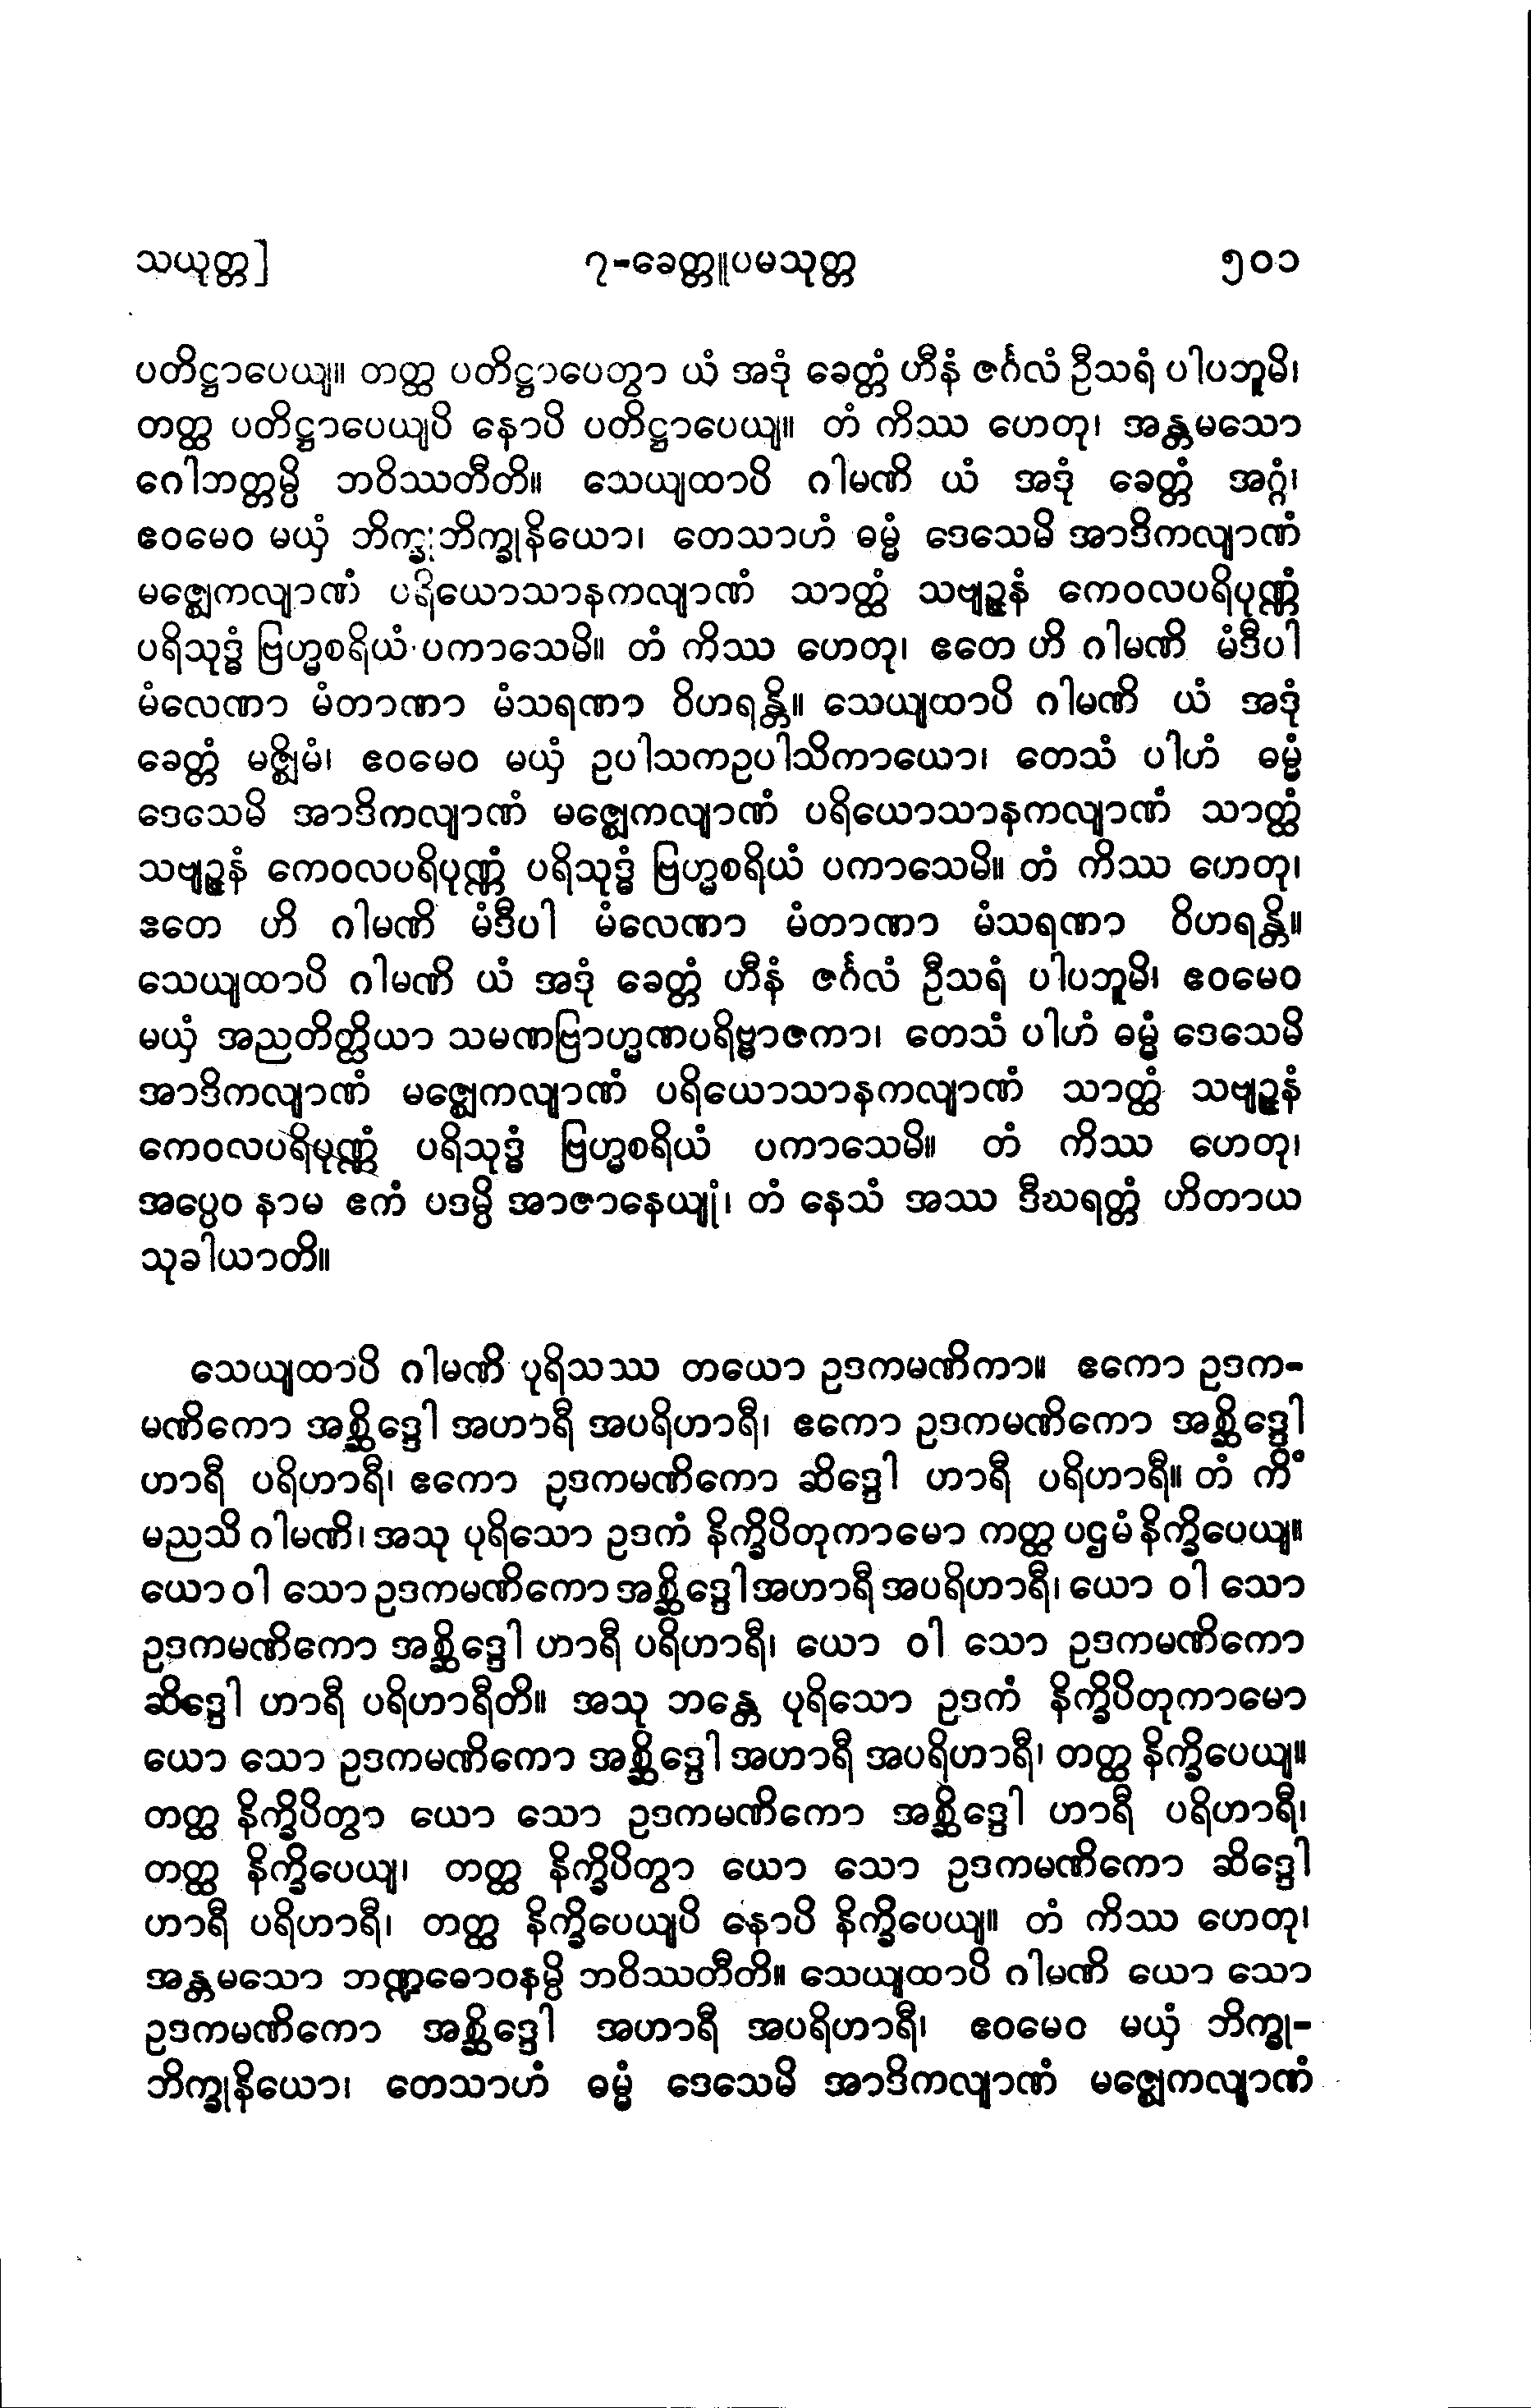 သယုတ္တ]
၇-ခေတ္တူပမသုတ္တ
၅၀၁
ပတိဋ္ဌာပေယျ။ တတ္ထ ပတိဋ္ဌာပေတွာ ယံ အဒုံ ခေတ္တံ ဟီနံ ဇင်္ဂလံ ဦသရံ ပါပဘူမိ၊
တတ္ထ ပတိဋ္ဌာပေယျပိ နောပိ ပတိဋ္ဌာပေယျ။ တံ ကိဿ ဟေတု၊ အန္တမသော
ဂေါဘတ္တမ္ပိ ဘဝိဿတီတိ။ သေယျထာပိ ဂါမဏိ ယံ အဒုံ ခေတ္တံ အဂ္ဂံ၊
ဧဝမေဝ မယှံ ဘိက္ခုဘိက္ခုနိယော၊ တေသာဟံ ဓမ္မံ ဒေသေမိ အာဒိကလျာဏံ
မဇ္ဈေကလျာဏံ ပရိယောသာနကလျာဏံ သာတ္ထံ သဗျဉ္ဇနံ ကေဝလပရိပုဏ္ဏံ
ပရိသုဒ္ဓံ ဗြဟ္မစရိယံ ပကာသေမိ။ တံ ကိဿ ဟေတု၊ ဧတေ ဟိ ဂါမဏိ မံဒီပါ
မံလေဏာ မံတာဏာ မံသရဏာ ဝိဟရန္တိ။ သေယျထာပိ ဂါမဏိ ယံ အဒုံ
ခေတ္တံ မဇ္ဈိမံ၊ ဧဝမေဝ မယှံ ဥပါသကဥပါသိကာယော၊ တေသံ ပါဟံ ဓမ္မံ
ဒေသေမိ အာဒိကလျာဏံ မဇ္ဈေကလျာဏံ ပရိယောသာနကလျာဏံ သာတ္ထံ
သဗျဉ္ဇနံ ကေဝလပရိပုဏ္ဏံ ပရိသုဒ္ဓံ ဗြဟ္မစရိယံ ပကာသေမိ။ တံ ကိဿ ဟေတု၊
ဧတေ ဟိ ဂါမဏိ မံဒီပါ မံလေဏာ မံတာဏာ မံသရဏာ ဝိဟရန္တိ။
သေယျထာပိ ဂါမဏိ ယံ အဒုံ ခေတ္တံ ဟီနံ ဇင်္ဂလံ ဦသရံ ပါပဘူမိ၊ ဧဝမေဝ
မယှံ အညတိတ္ထိယာ သမဏဗြာဟ္မဏပရိဗ္ဗာဇကာ၊ တေသံ ပါဟံ ဓမ္မံ ဒေသေမိ
အာဒိကလျာဏံ မဇ္ဈေကလျာဏံ ပရိယောသာနကလျာဏံ သာတ္ထံ သဗျဉ္ဇနံ
ကေဝလပရိပုဏ္ဏံ ပရိသုဒ္ဓံ ဗြဟ္မစရိယံ ပကာသေမိ။ တံ ကိဿ ဟေတု၊
အပ္ပေဝ နာမ ဧကံ ပဒမ္ပိ အာဇာနေယျုံ၊ တံ နေသံ အဿ ဒီဃရတ္တံ ဟိတာယ
သုခါယာတိ။
သေယျထာပိ ဂါမဏိ ပုရိသဿ တယော ဥဒကမဏိကာ။ ဧကော ဥဒက-
မဏိကော အစ္ဆိဒ္ဒေါ အဟာရီ အပရိဟာရီ၊ ဧကော ဥဒကမဏိကော အစ္ဆိဒ္ဒေါ
ဟာရီ ပရိဟာရီ၊ ဧကော ဥဒကမဏိကော ဆိဒ္ဒေါ ဟာရီ ပရိဟာရီ။ တံ ကိံ
မညသိ ဂါမဏိ၊ အသု ပုရိသော ဥဒကံ နိက္ခိပိတုကာမော ကတ္ထ ပဌမံ နိက္ခိပေယျ။
ယော ဝါ သော ဥဒကမဏိကော အစ္ဆိဒ္ဒေါ အဟာရီ အပရိဟာရီ၊ ယော ဝါ သော
ဥဒကမဏိကော အစ္ဆိဒ္ဒေါ ဟာရီ ပရိဟာရီ၊ ယော ဝါ သော ဥဒကမဏိကော
ဆိဒ္ဒေါ ဟာရီ ပရိဟာရီတိ။ အသု ဘန္တေ ပုရိသော ဥဒကံ နိက္ခိပိတုကာမော
ယော သော ဥဒကမဏိကော အစ္ဆိဒ္ဒေါ အဟာရီ အပရိဟာရီ၊ တတ္ထ နိက္ခိပေယျ။
တတ္ထ နိက္ခိပိတွာ ယော သော ဥဒကမဏိကော အစ္ဆိဒ္ဒေါ ဟာရီ ပရိဟာရီ၊
တတ္ထ နိက္ခိပေယျ၊ တတ္ထ နိက္ခိပိတွာ ယော သော ဥဒကမဏိကော ဆိဒ္ဒေါ
ဟာရီ ပရိဟာရီ၊ တတ္ထ နိက္ခိပေယျပိ နောပိ နိက္ခိပေယျ။ တံ ကိဿ ဟေတု၊
အန္တမသော ဘဏ္ဍဓောဝနမ္ပိ ဘဝိဿတီတိ။ သေယျထာပိ ဂါမဏိ ယော သော
ဥဒကမဏိကော အစ္ဆိဒ္ဒေါ အဟာရီ အပရိဟာရီ၊ ဧဝမေဝ မယှံ ဘိက္ခု-
ဘိက္ခုနိယော၊ တေသာဟံ ဓမ္မံ ဒေသေမိ အာဒိကလျာဏံ မဇ္ဈေကလျာဏံ